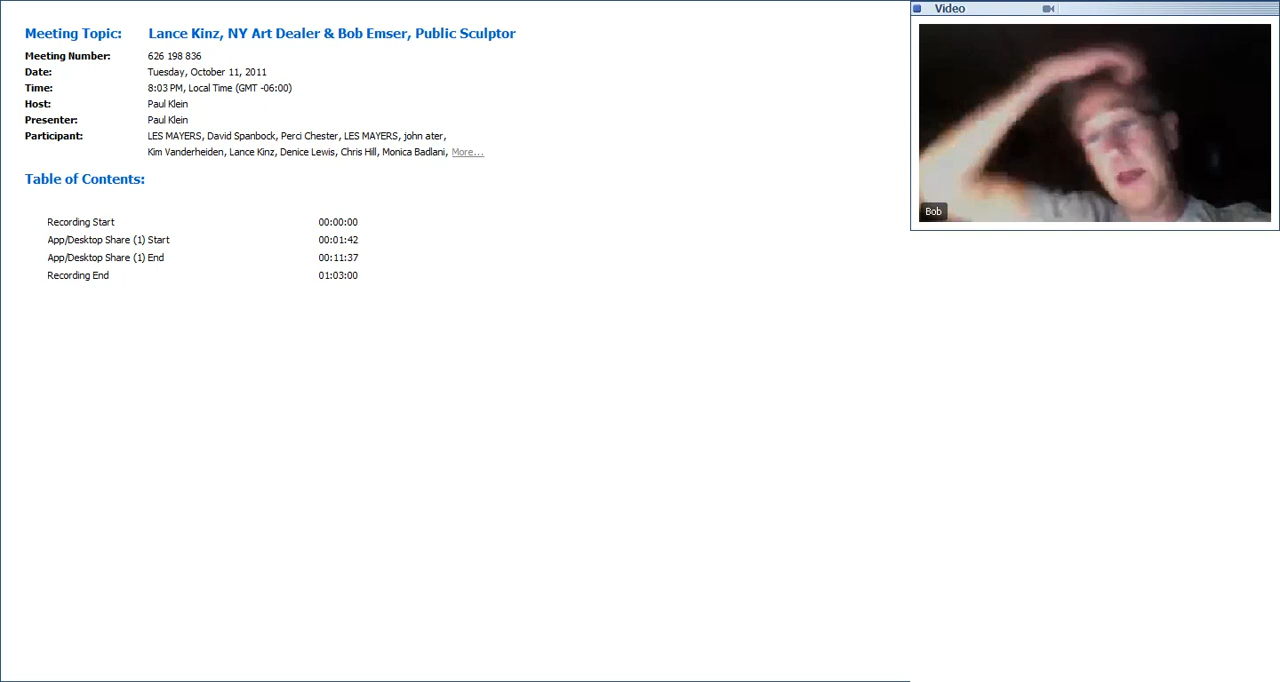 Meeting Topic: Lance Kinz, NY Art Dealer & Bob Emser, Public Sculptor
Meeting Number: 626 198 836
Date: Tuesday, October 11, 2011
Time: 8:03 PM, Local Time (GMT -06:00)
Host: Paul Klein
Presenter: Paul Klein
Participant: LES MAYERS, David Spanbock, Perci Chester, LES MAYERS, john ater,
Kim Vanderheiden, Lance Kinz, Denice Lewis, Chris Hill, Monica Badlani, More...
Table of Contents:
Recording Start 00:00:00
App/Desktop Share (1) Start 00:01:42
App/Desktop Share (1) End 00:11:37
Recording End 01:03:00
Video
Bob